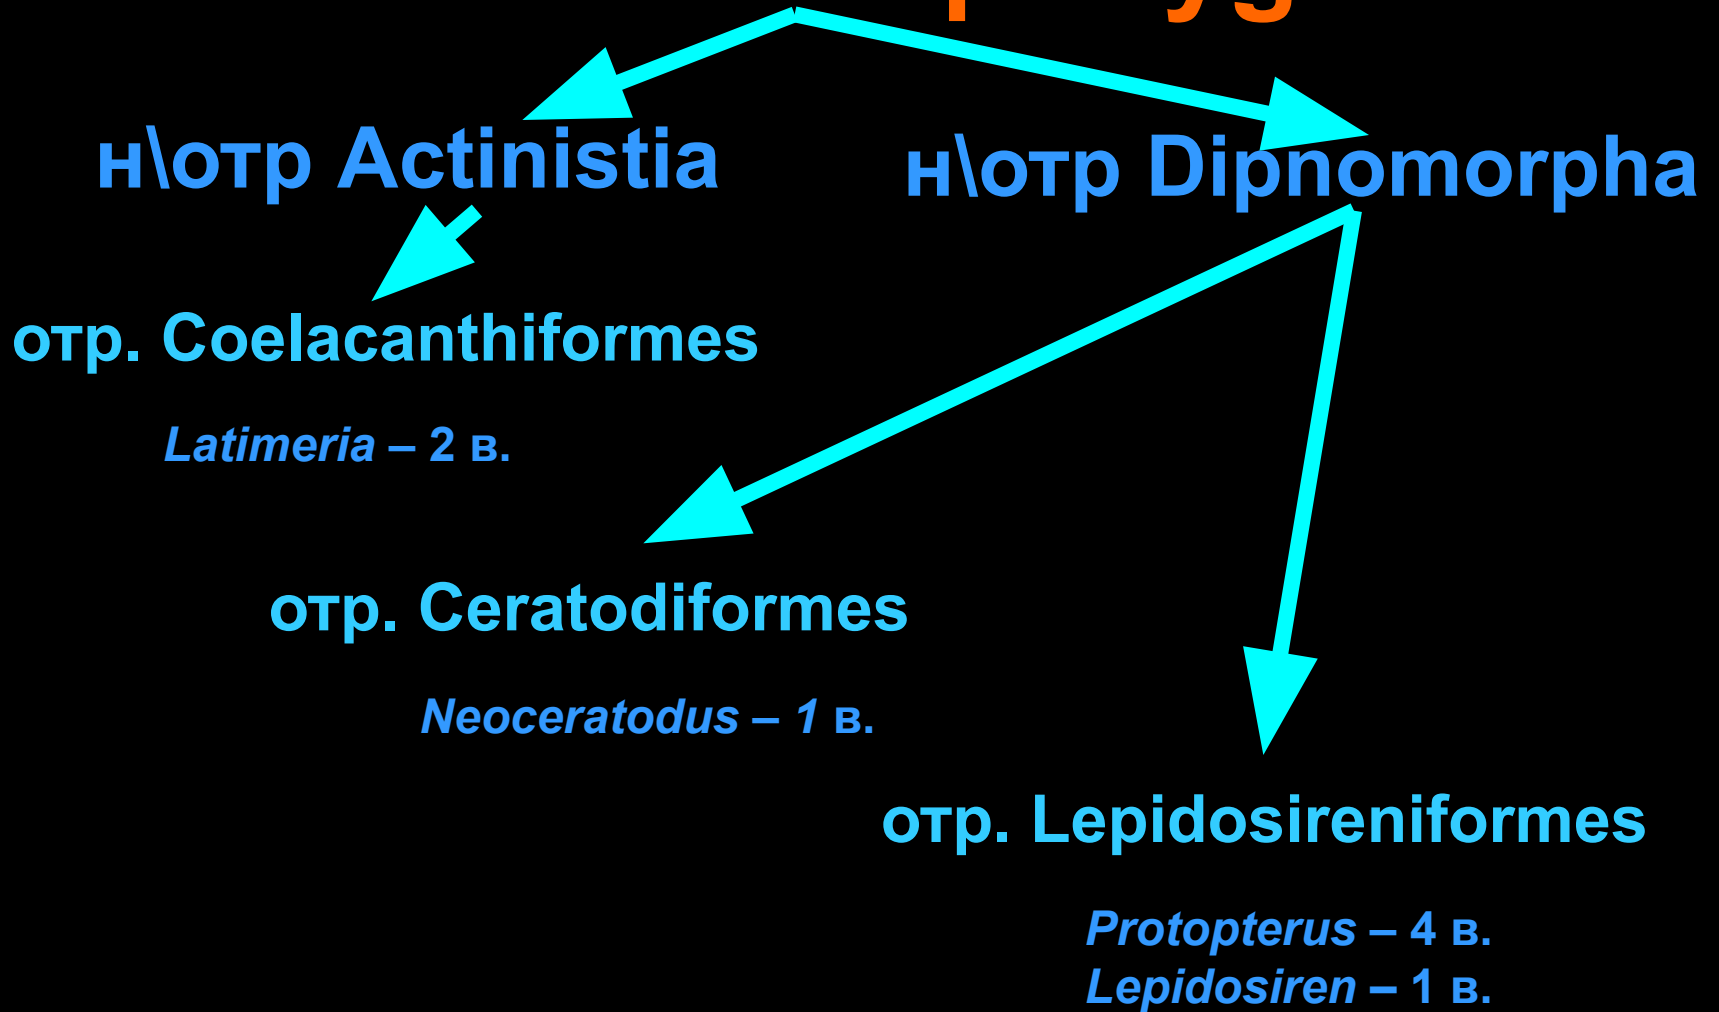 н\отр Actinistia
н\отр Dipnomorpha
отр. Coelacanthiformes
Latimeria – 2 в.
отр. Ceratodiformes
Neoceratodus – 1 в.
отр. Lepidosireniformes
Protopterus – 4 в.
Lepidosiren – 1 в.